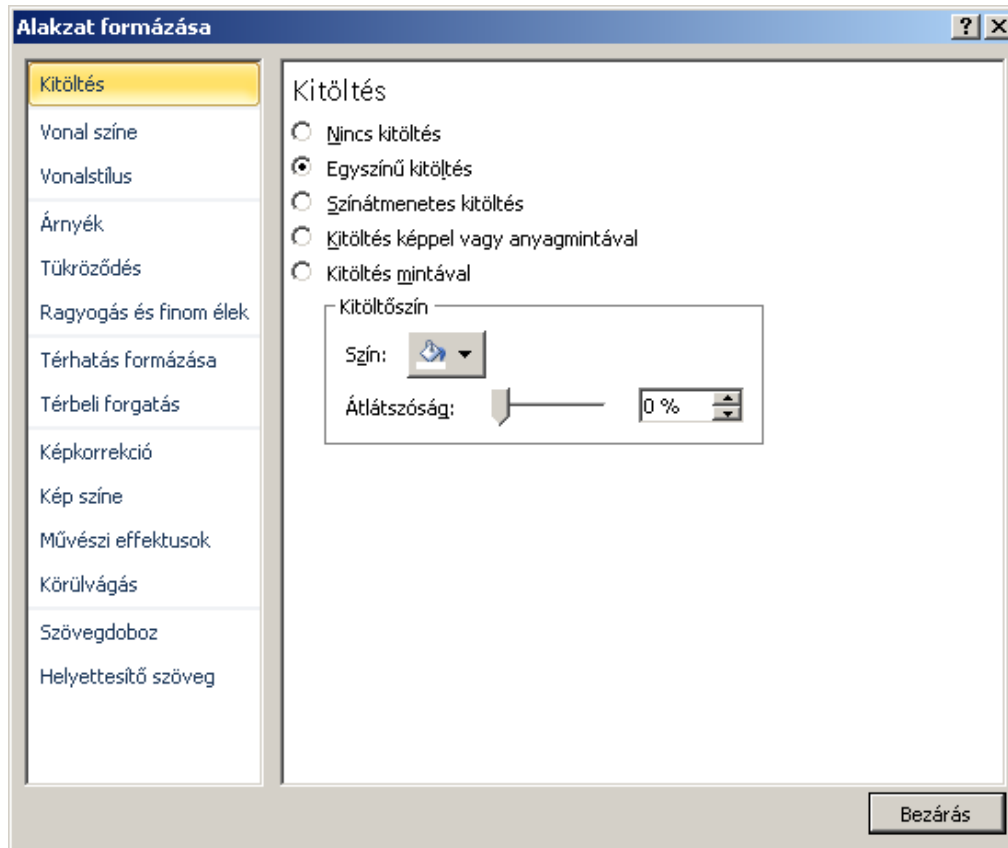 Alakzat formázása
Kitöltés
Vonal színe
Vonalstílus
Árnyék
Tükröződés
Ragyogás és finom élek
Térhatás formázása
Térbeli forgatás
Képkorrekció
Kép színe
Művészi effektusok
Körülvágás
Szövegdoboz
Helyettesítő szöveg
Kitöltés
Nincs kitöltés
Egyszínű kitöltés
Színátmenetes kitöltés
Kitöltés képpel vagy anyagmintával
Kitöltés mintával
Kitöltőszín
Szín:
Átlátszóság: 0 %
Bezárás